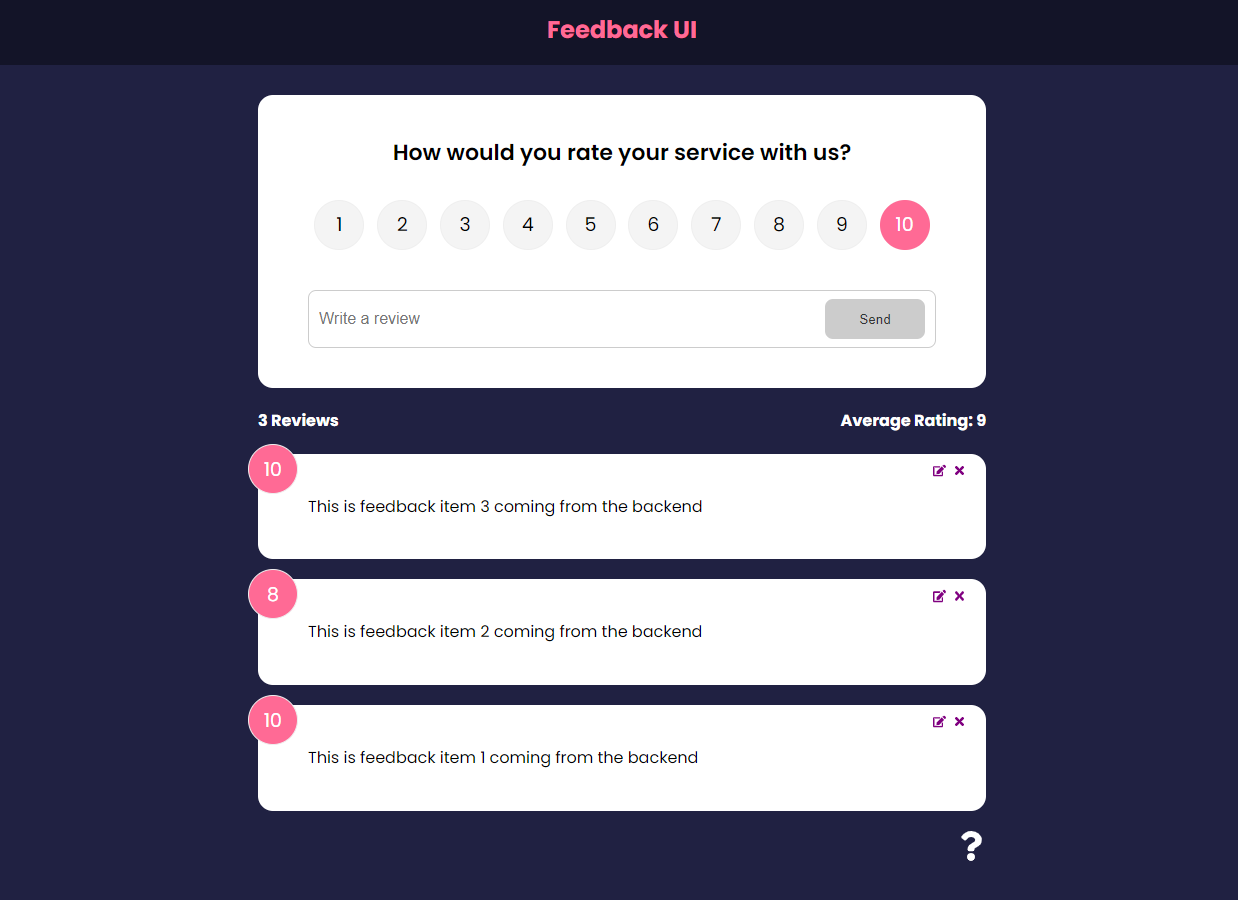 Feedback UI
How would you rate your service with us?
1 2 3 4 5 6 7 8 9 10
Write a review Send
3 Reviews Average Rating: 9
10
This is feedback item 3 coming from the backend
8
This is feedback item 2 coming from the backend
10
This is feedback item 1 coming from the backend
?